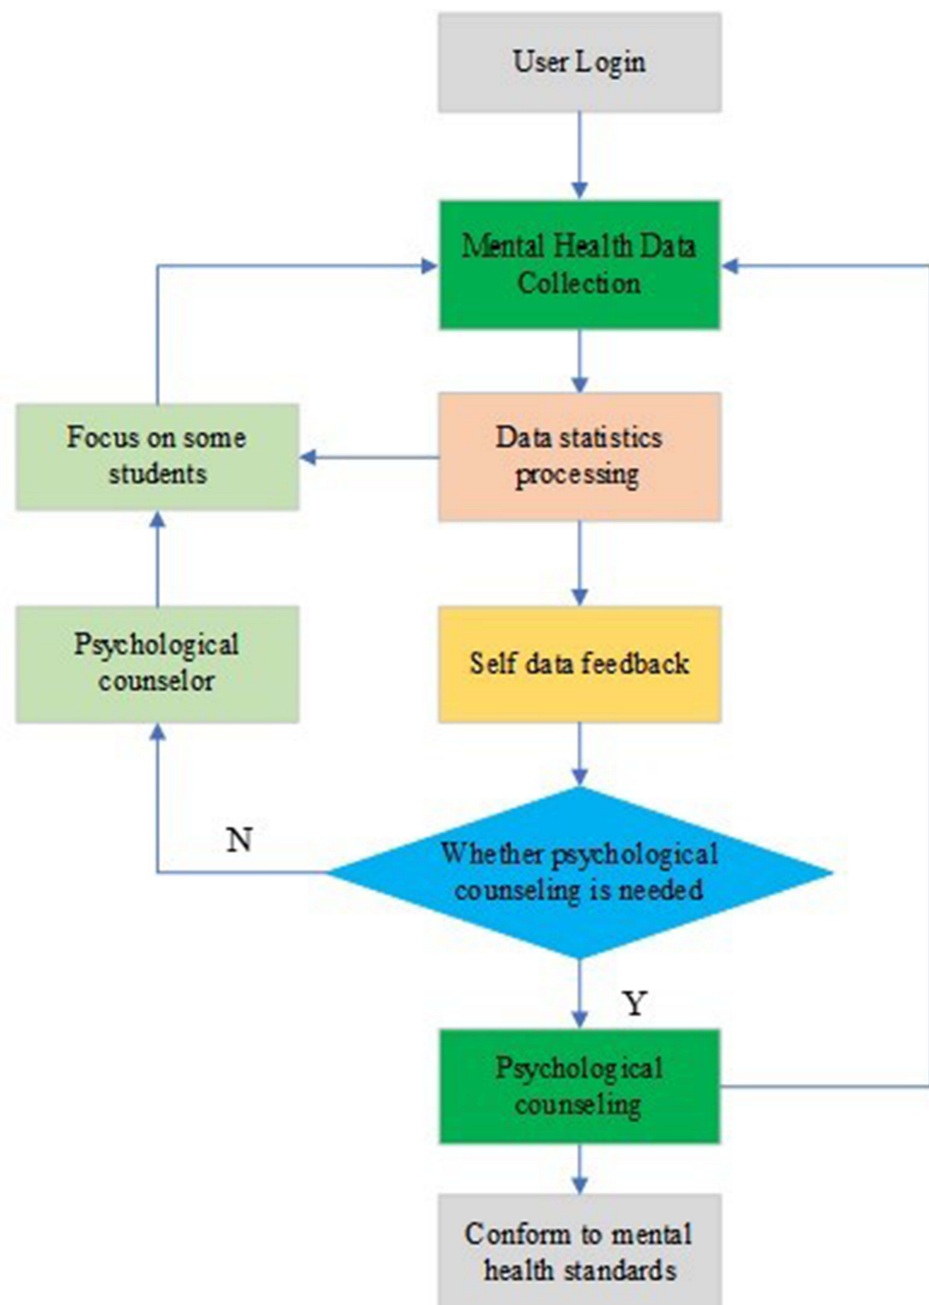 User Login
Mental Health Data
Collection
Focus on some
students
Data statistics
processing
Psychological
counselor
Self data feedback
N
Whether psychological
counseling is needed
Y
Psychological
counseling
Conform to mental
health standards